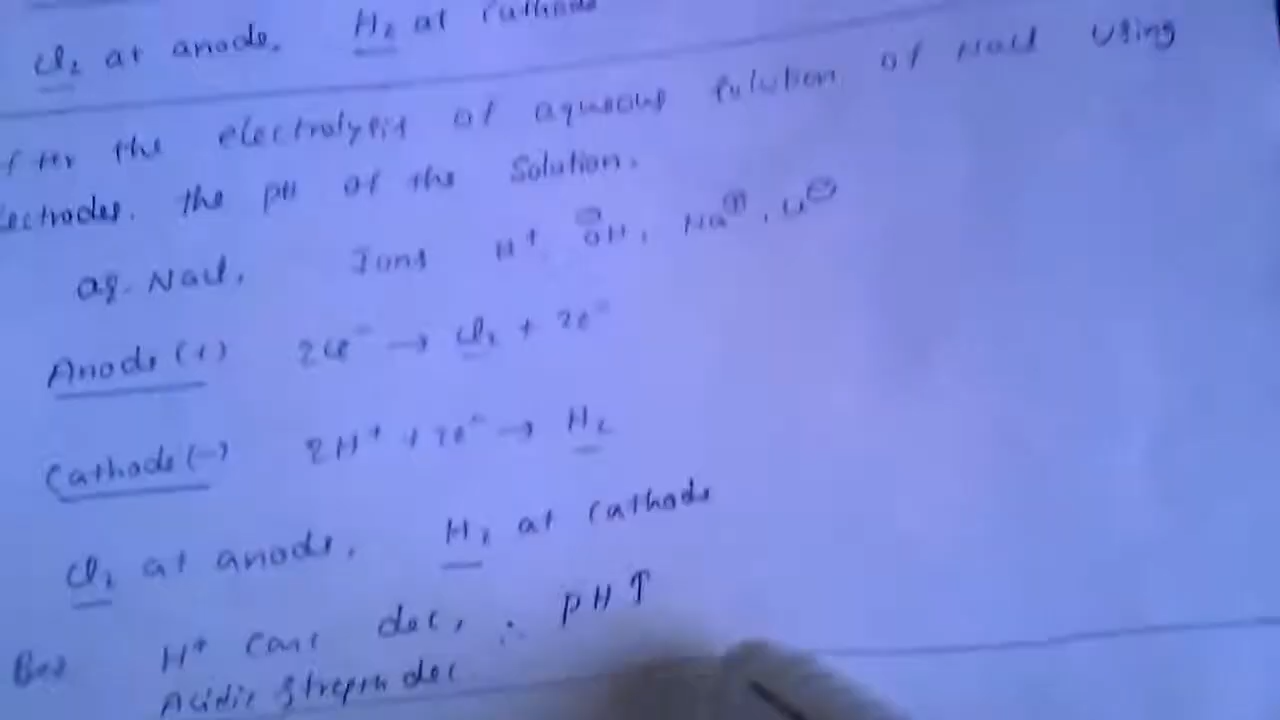 Cl₂ at anode. H₂ at cathode
the electrolysis of aqueous solution of NaCl using
the pH of the solution.
aq. NaCl. Ions H⁺ OH⁻, Na⁺, Cl⁻
Anode (+) 2Cl⁻ → Cl₂ + 2e⁻
Cathode (-) 2H⁺ + 2e⁻ → H₂
Cl₂ at anode. H₂ at cathode
H⁺ conc dec, ∴ pH↑
Acidic dec